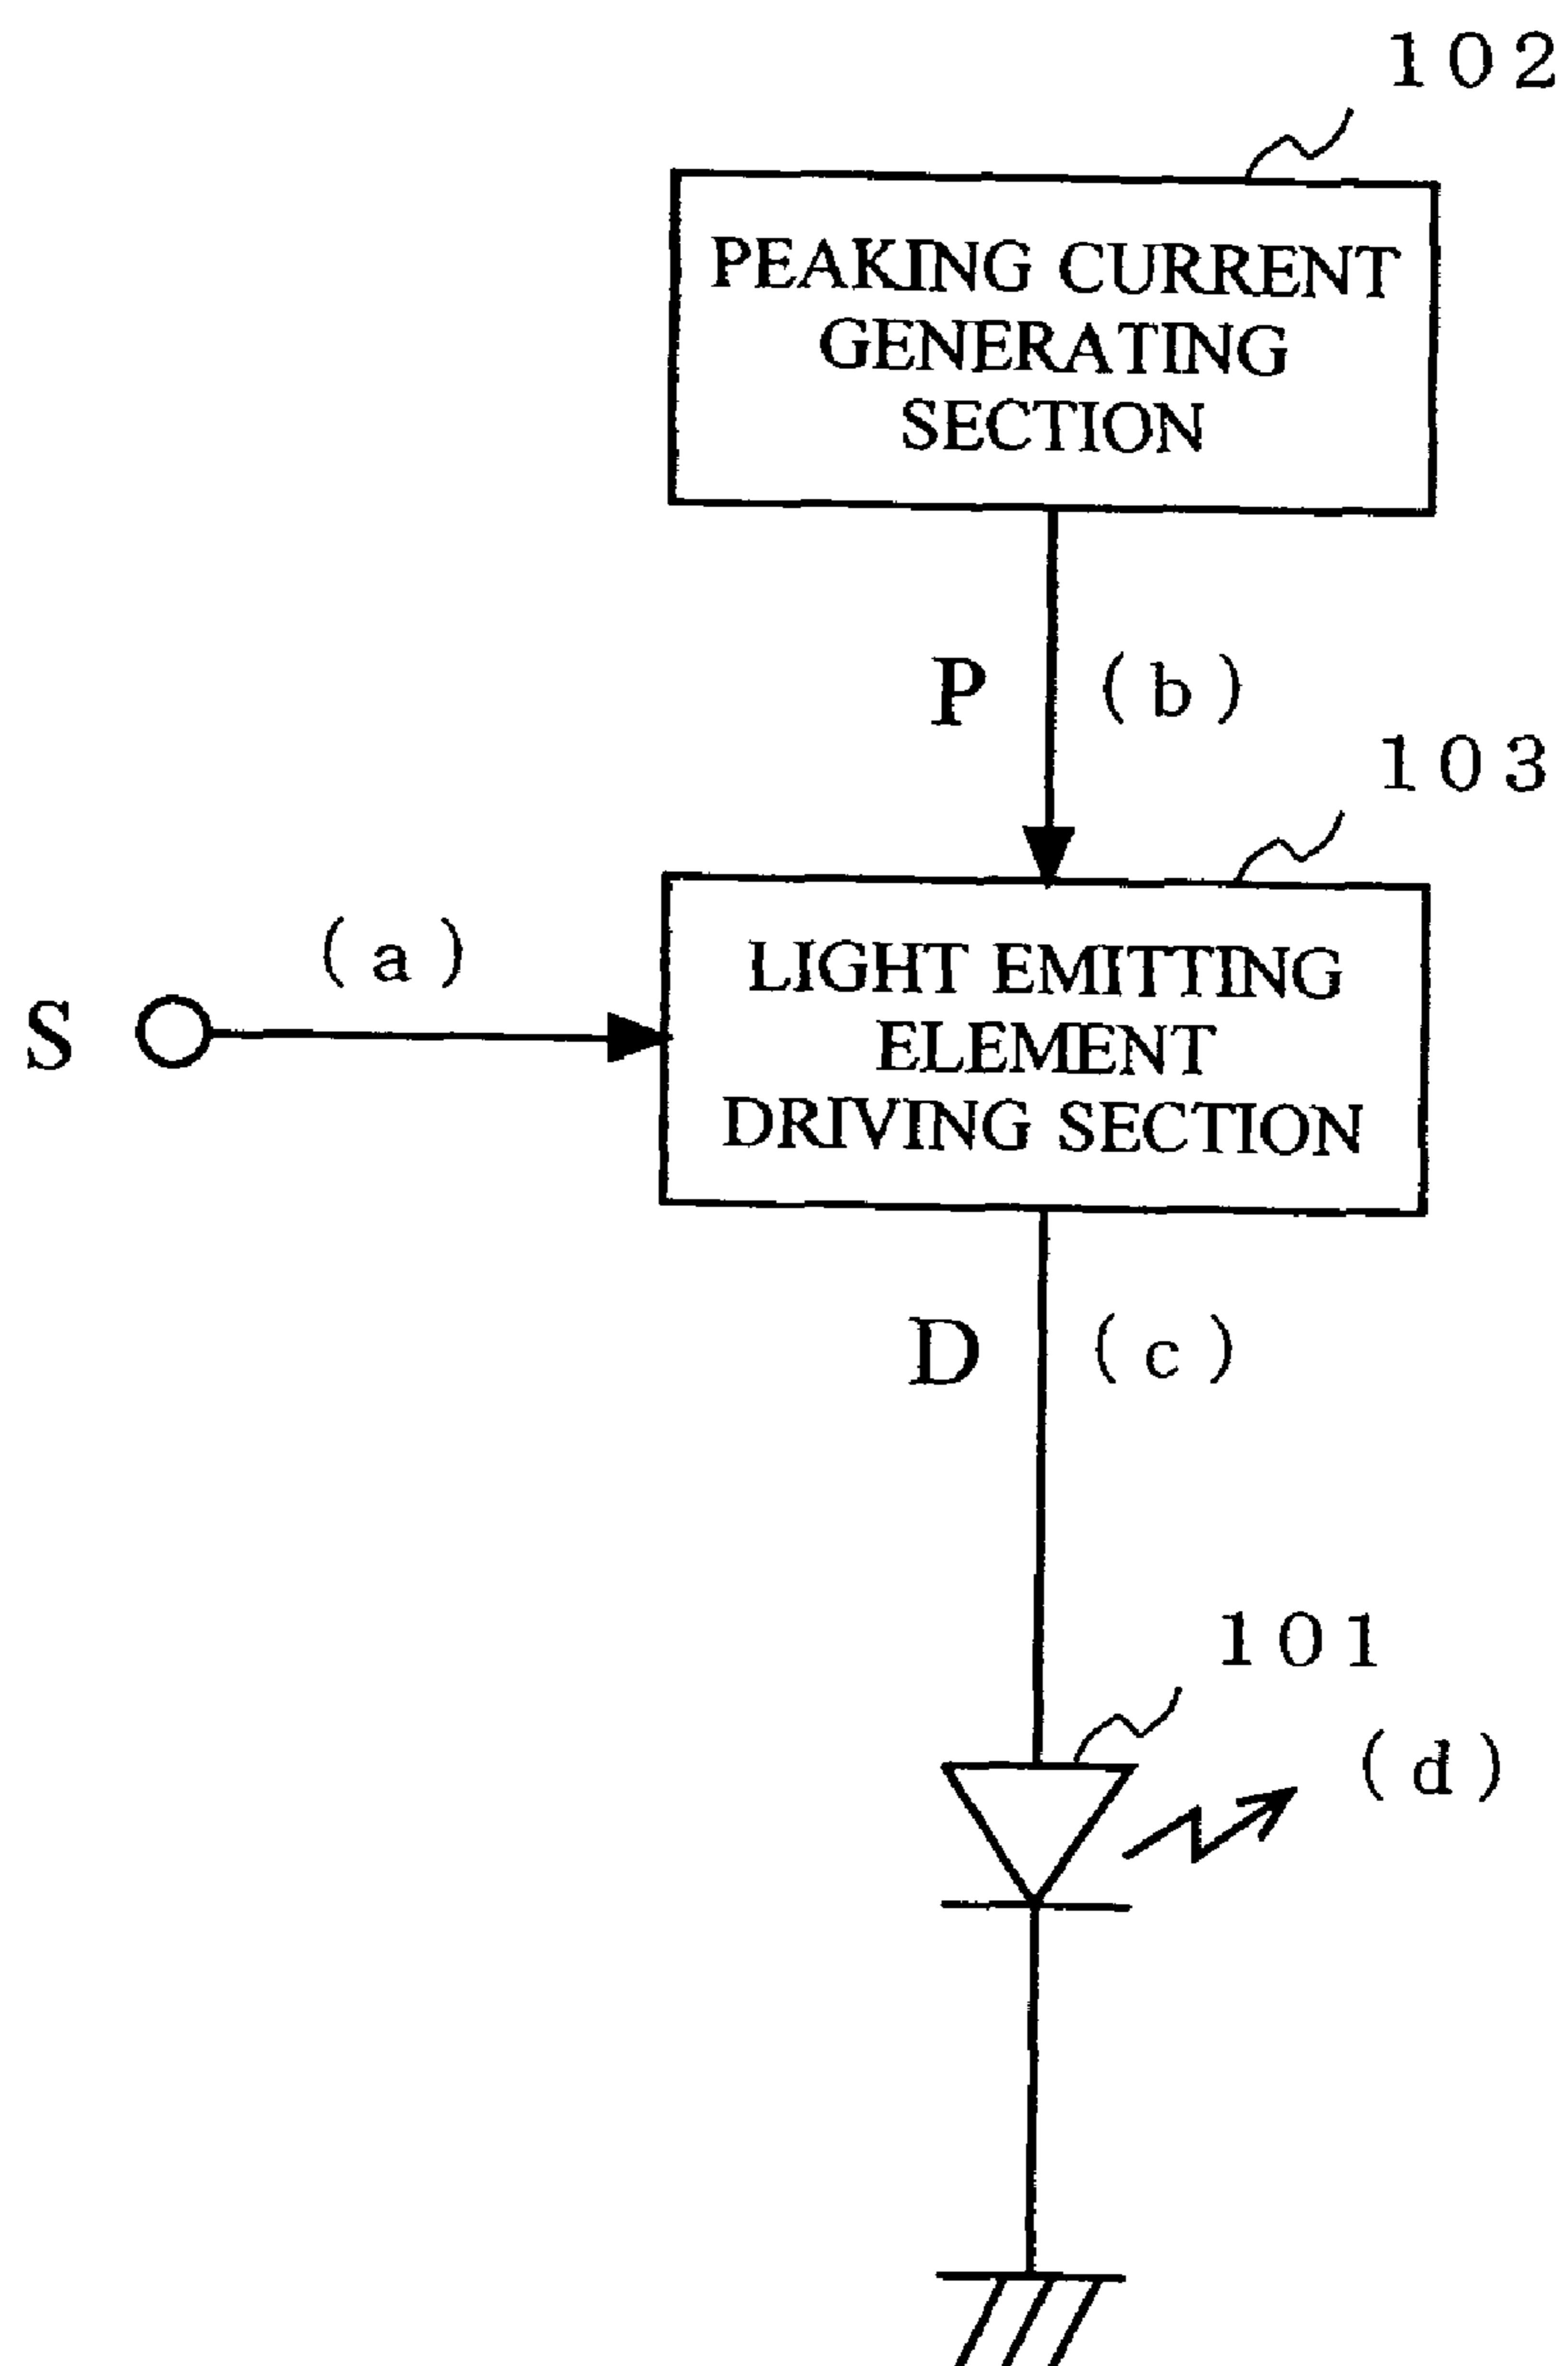 102
PEAKING CURRENT
GENERATING
SECTION
P (b)
103
(a)
S
LIGHT EMITTING
ELEMENT
DRIVING SECTION
D (c)
101
(d)